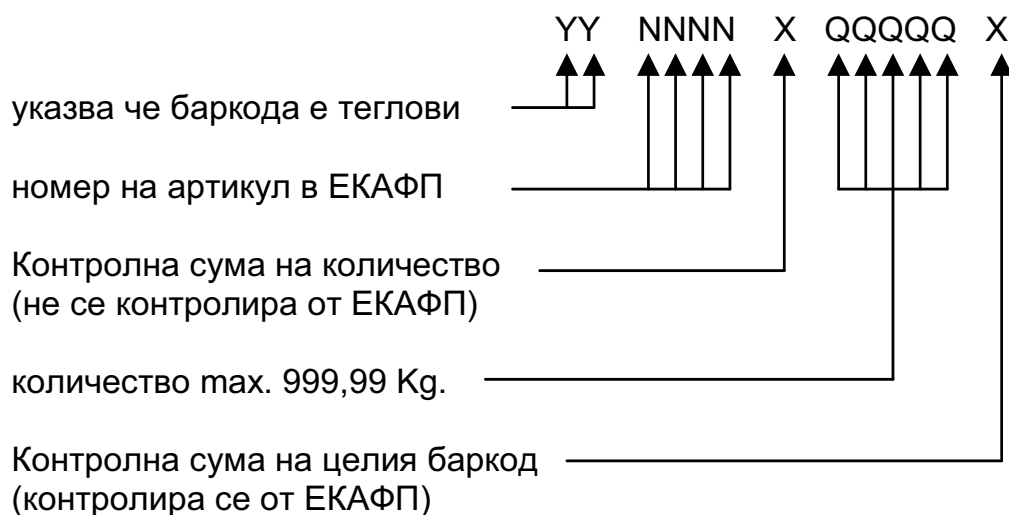 YY NNNN X QQQQQ X
указва че баркода е теглови
номер на артикул в ЕКАФП
Контролна сума на количество
(не се контролира от ЕКАФП)
количество max. 999,99 Kg.
Контролна сума на целия баркод
(контролира се от ЕКАФП)